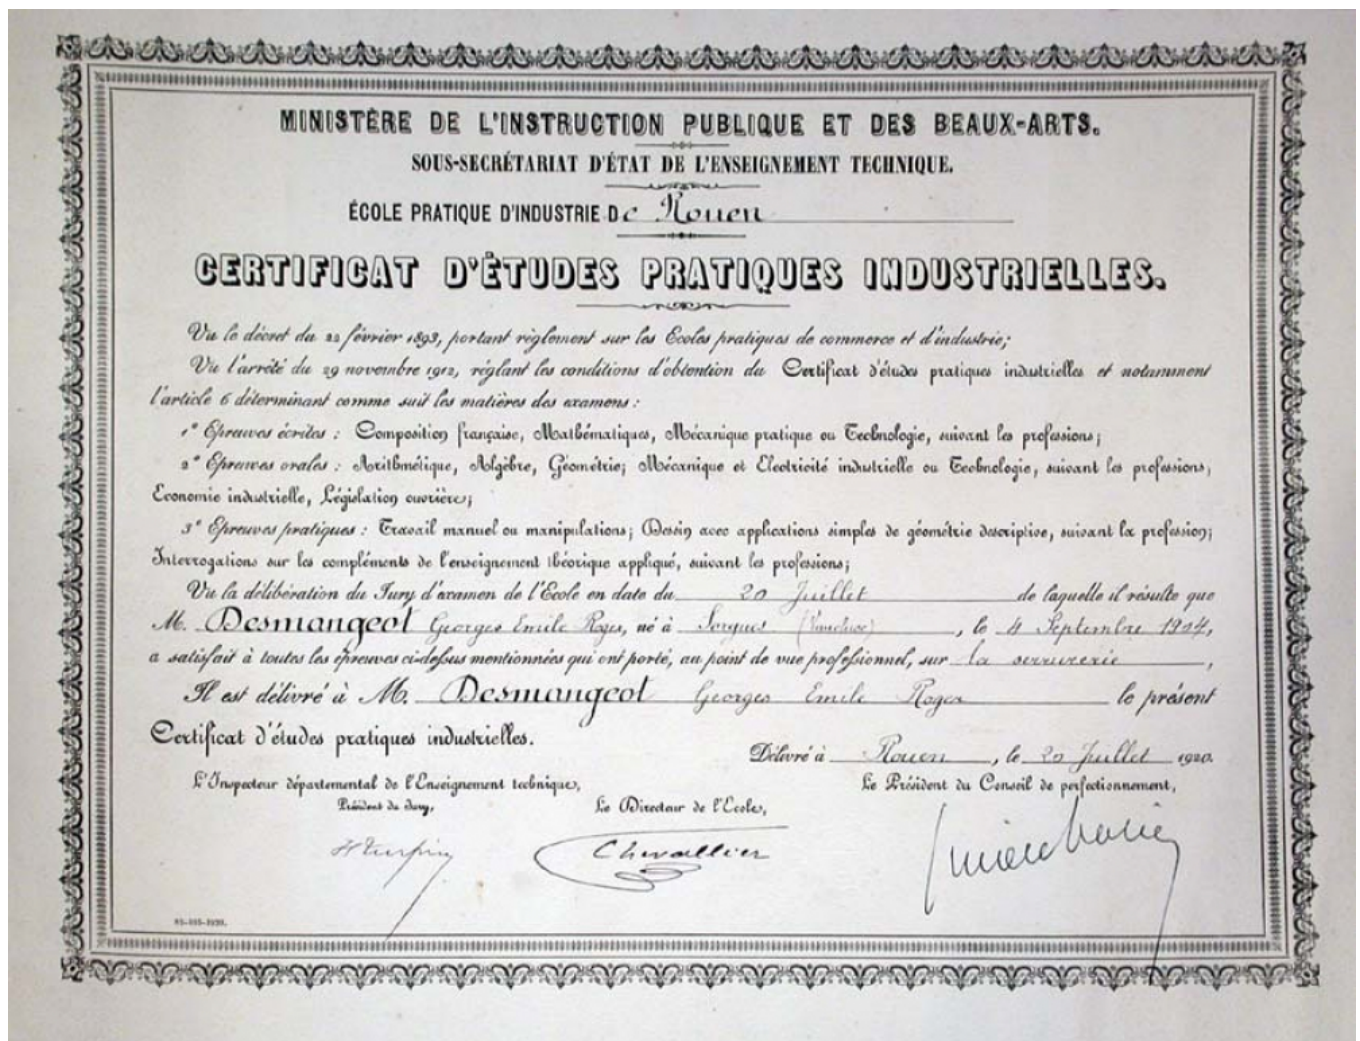 MINISTÈRE DE L'INSTRUCTION PUBLIQUE ET DES BEAUX-ARTS.
SOUS-SECRÉTARIAT D'ÉTAT DE L'ENSEIGNEMENT TECHNIQUE.
ÉCOLE PRATIQUE D'INDUSTRIE De Rouen
CERTIFICAT D'ÉTUDES PRATIQUES INDUSTRIELLES.
Vu le décret du 22 février 1893, portant règlement sur les Ecoles pratiques de commerce et d'industrie;
Vu l'arrêté du 29 novembre 1912, réglant les conditions d'obtention du Certificat d'études pratiques industrielles et notamment
l'article 6 déterminant comme suit les matières des examens :
1° Epreuves écrites : Composition française, Mathématiques, Mécanique pratique ou Technologie, suivant les professions;
2° Epreuves orales : Arithmétique, Algèbre, Géométrie; Mécanique et Electricité industrielle ou Technologie, suivant les professions;
Economie industrielle, Législation ouvrière;
3° Epreuves pratiques : Travail manuel ou manipulations; Dessin avec applications simples de géométrie descriptive, suivant la profession;
Interrogations sur les compléments de l'enseignement théorique appliqué, suivant les professions;
Vu la délibération du Jury d'examen de l'Ecole en date du 20 Juillet de laquelle il résulte que
M. Desmangeot Georges Emile Roger, né à Sorgues (Vaucluse), le 4 Septembre 1904,
a satisfait à toutes les épreuves ci-dessus mentionnées qui ont porté, au point de vue professionnel, sur la serrurerie,
Il est délivré à M. Desmangeot Georges Emile Roger le présent
Certificat d'études pratiques industrielles.
Délivré à Rouen, le 20 Juillet 1920.
L'Inspecteur départemental de l'Enseignement technique,
Président du Jury,
Le Directeur de l'Ecole,
Le Président du Conseil de perfectionnement,
Chevallier